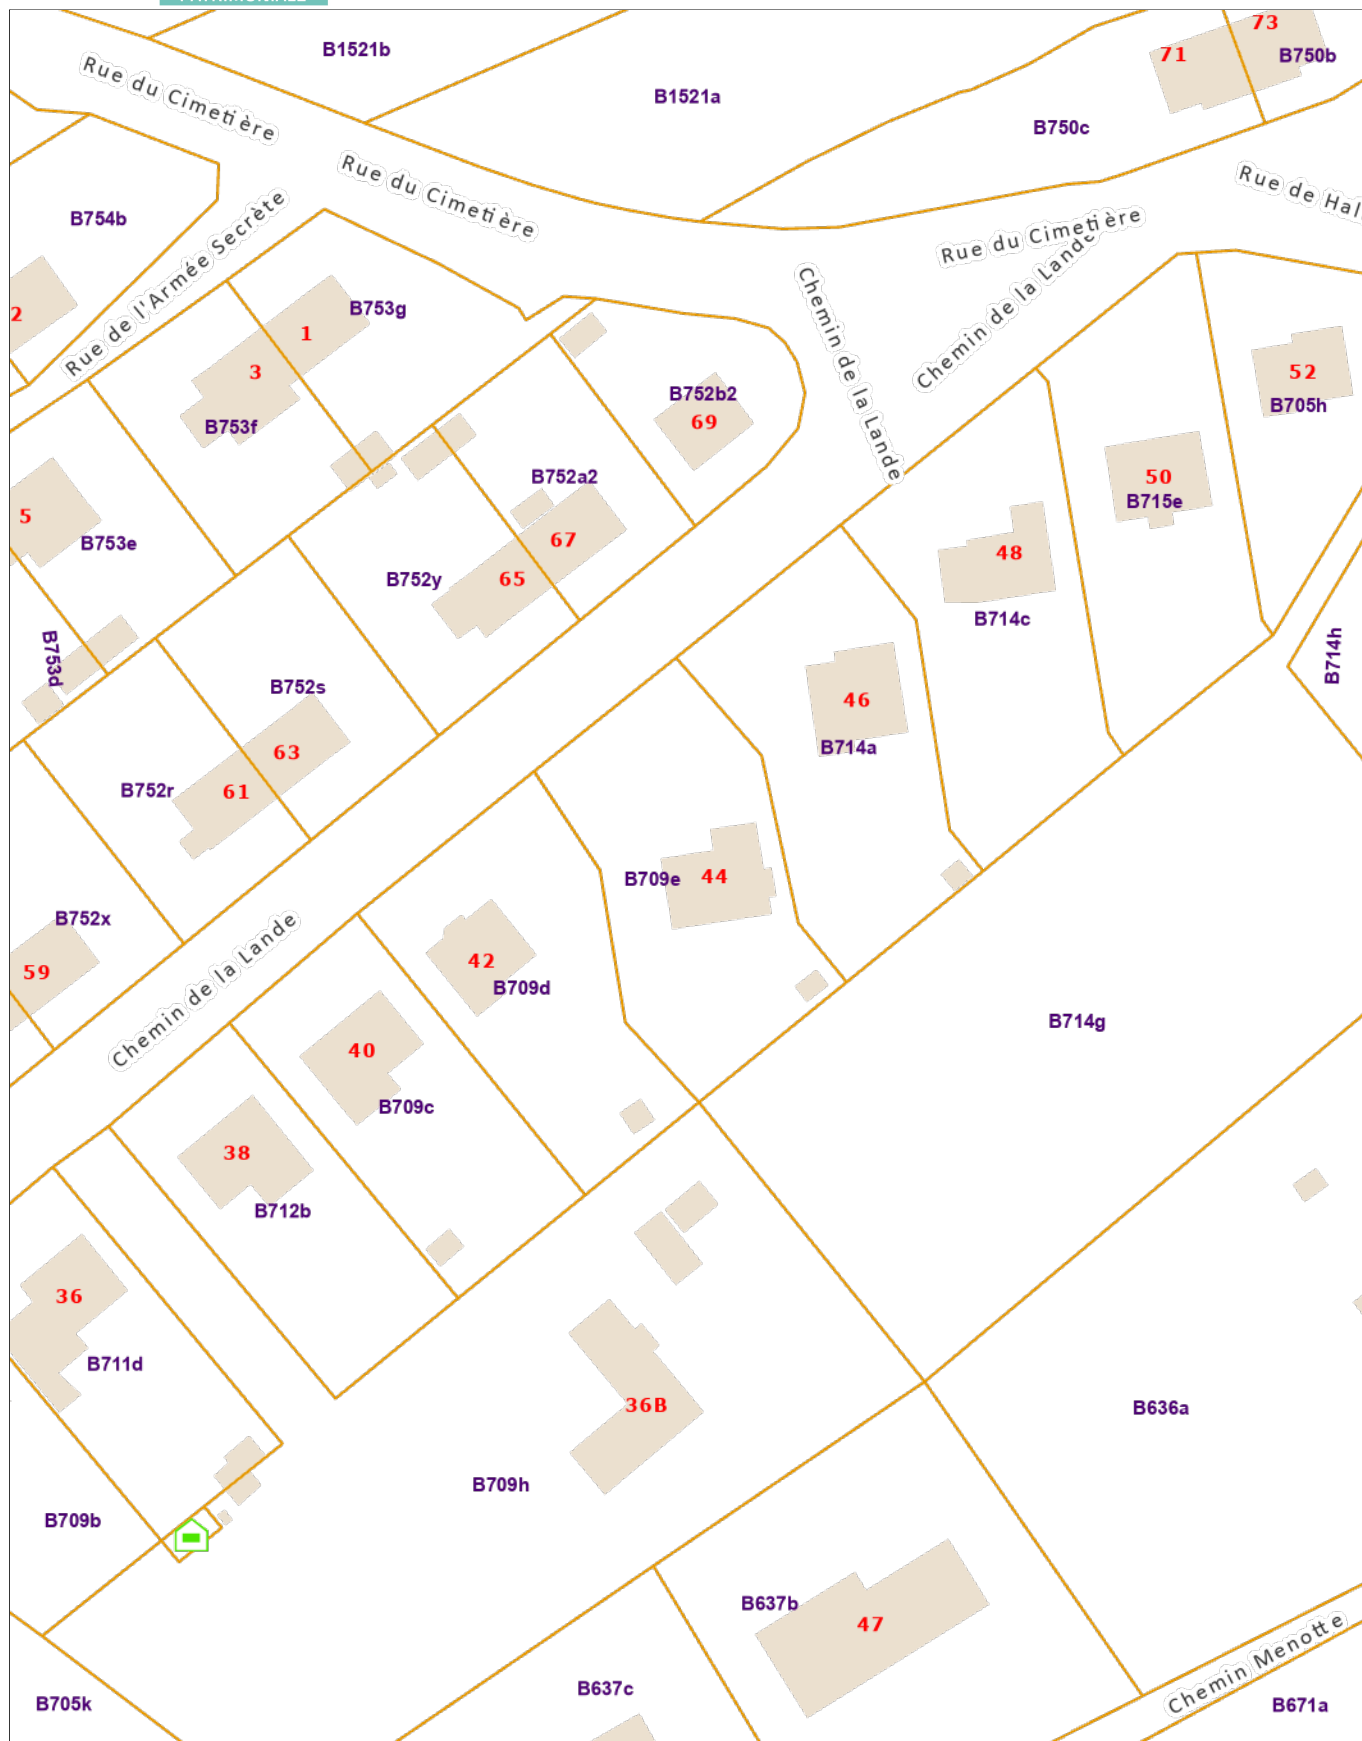 B1521b
73
71
B750b
Rue du Cimetière
B1521a
B750c
Rue du Cimetière
Rue de Hal
B754b
Rue de l'Armée Secrète
Rue du Cimetière
Chemin de la Lande
Chemin de la Lande
2
B753g
1
3
B753f
B752b2
69
52
B705h
B752a2
50
B715e
5
B753e
67
65
B752y
48
B714c
B753d
B714h
B752s
46
B714a
63
61
B752r
B709e
44
B752x
59
Chemin de la Lande
42
B709d
B714g
40
B709c
38
B712b
36
B711d
36B
B636a
B709h
B709b
B637b
47
Chemin Menotte
B637c
B705k
B671a